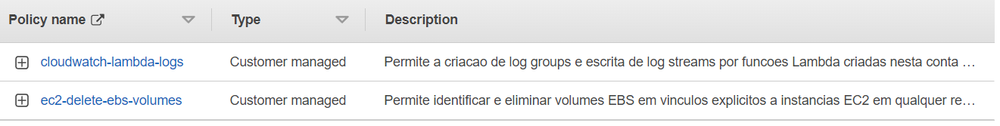 Policy name Type Description
cloudwatch-lambda-logs Customer managed Permite a criacao de log groups e escrita de log streams por funcoes Lambda criadas nesta conta ...
ec2-delete-ebs-volumes Customer managed Permite identificar e eliminar volumes EBS em vinculos explicitos a instancias EC2 em qualquer re...